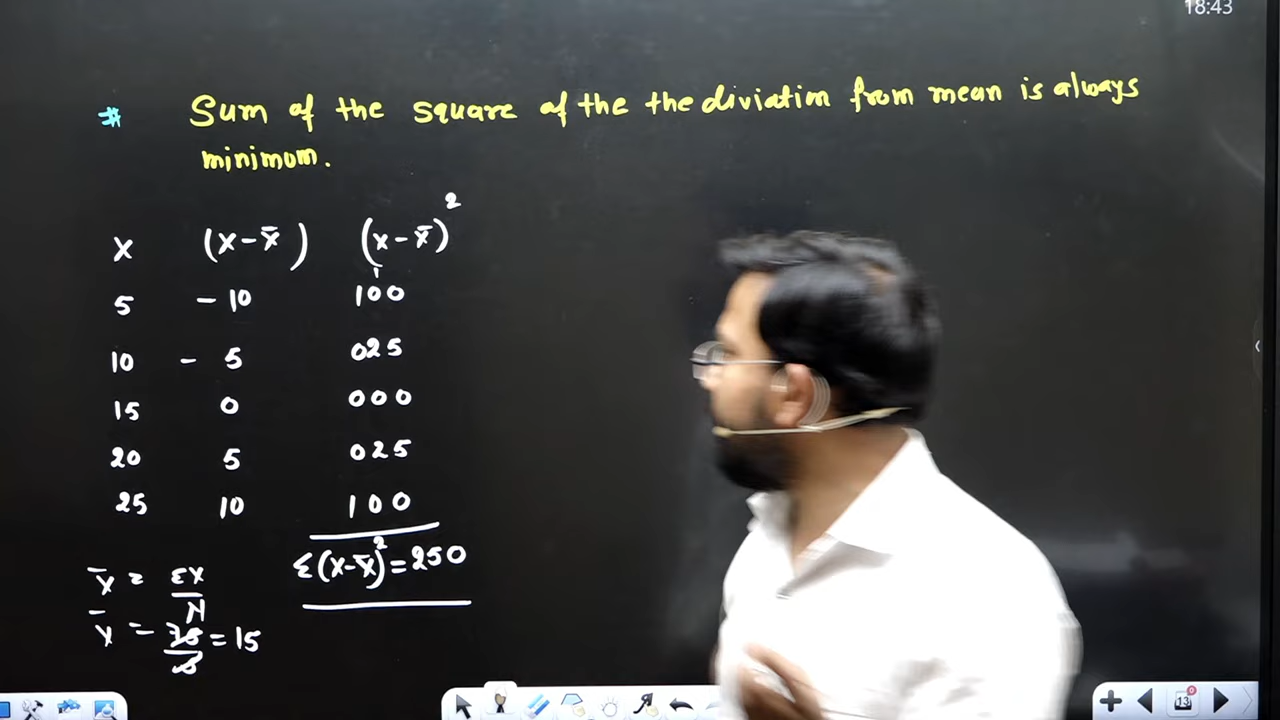 18:43
# Sum of the square of the the diviation from mean is always
minimum.
X (X-X̄) (X-X̄)²
5 -10 100
10 -5 025
15 0 000
20 5 025
25 10 100
Σ(X-X̄)²=250
X̄ = ΣX/N
X̄ = 75/5 = 15
13